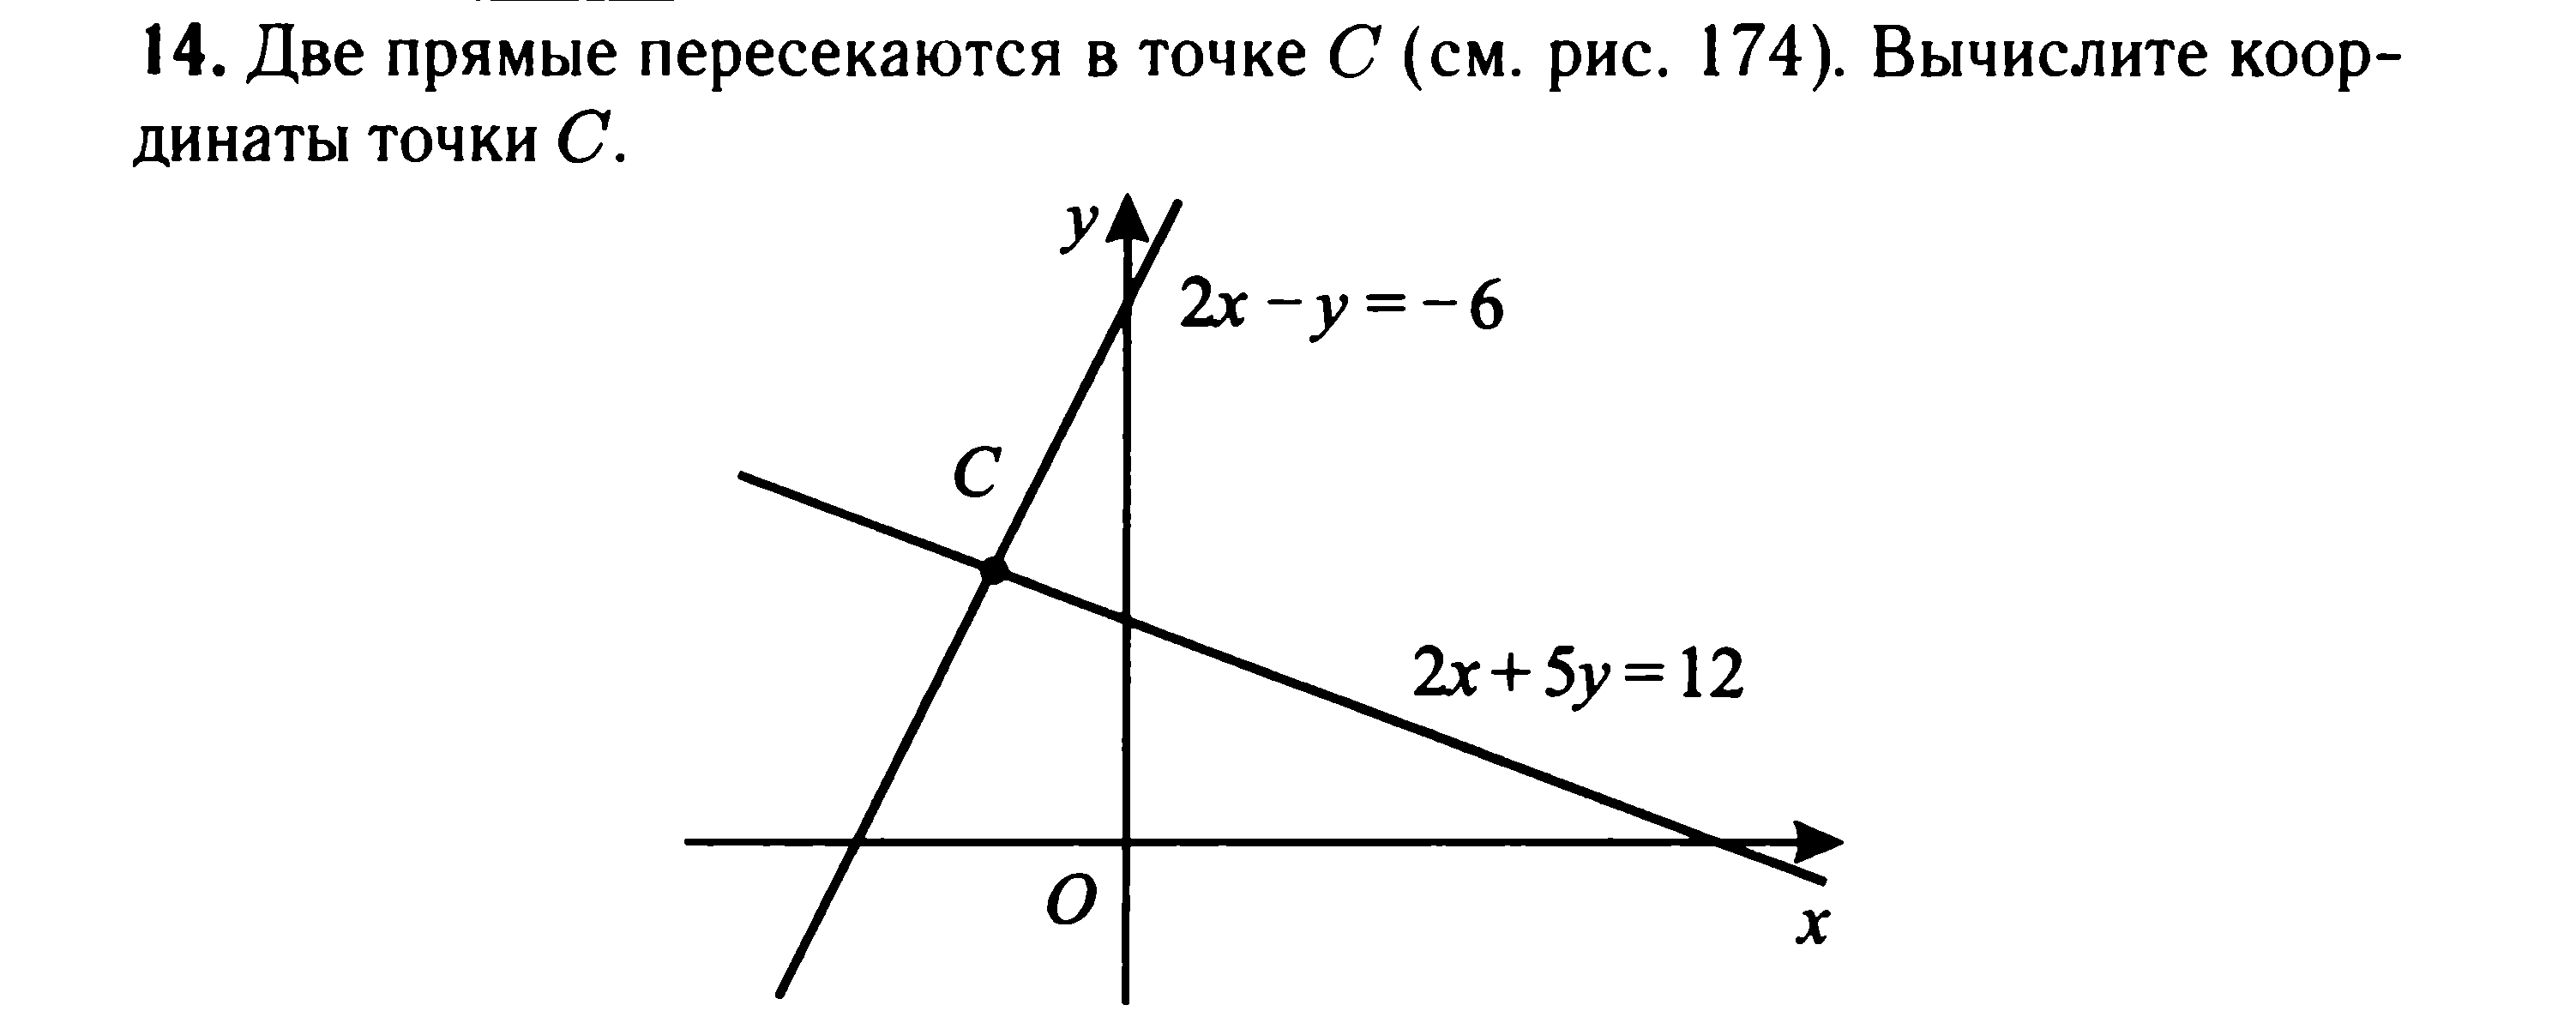 14. Две прямые пересекаются в точке C (см. рис. 174). Вычислите коор-
динаты точки C.
y
2x − y = − 6
C
2x + 5y = 12
O
x